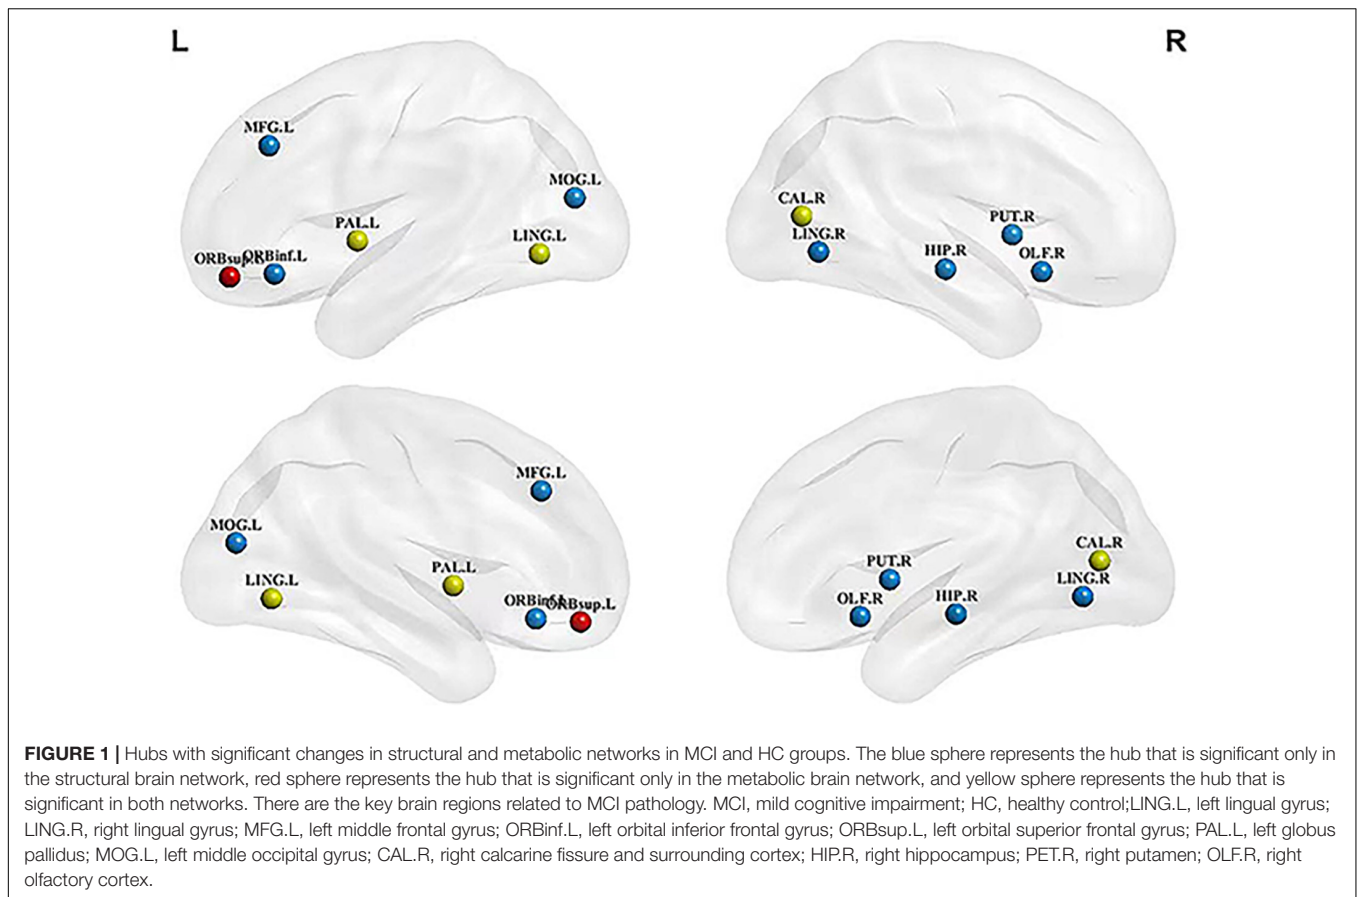 L
R
MFG.L
MOG.L
PAL.L
LING.L
ORBsup.L
ORBinf.L
CAL.R
LING.R
PUT.R
HIP.R
OLF.R
MFG.L
MOG.L
PAL.L
LING.L
ORBinf.L
ORBsup.L
CAL.R
PUT.R
LING.R
OLF.R
HIP.R
FIGURE 1 | Hubs with significant changes in structural and metabolic networks in MCI and HC groups. The blue sphere represents the hub that is significant only in
the structural brain network, red sphere represents the hub that is significant only in the metabolic brain network, and yellow sphere represents the hub that is
significant in both networks. There are the key brain regions related to MCI pathology. MCI, mild cognitive impairment; HC, healthy control;LING.L, left lingual gyrus;
LING.R, right lingual gyrus; MFG.L, left middle frontal gyrus; ORBinf.L, left orbital inferior frontal gyrus; ORBsup.L, left orbital superior frontal gyrus; PAL.L, left globus
pallidus; MOG.L, left middle occipital gyrus; CAL.R, right calcarine fissure and surrounding cortex; HIP.R, right hippocampus; PET.R, right putamen; OLF.R, right
olfactory cortex.